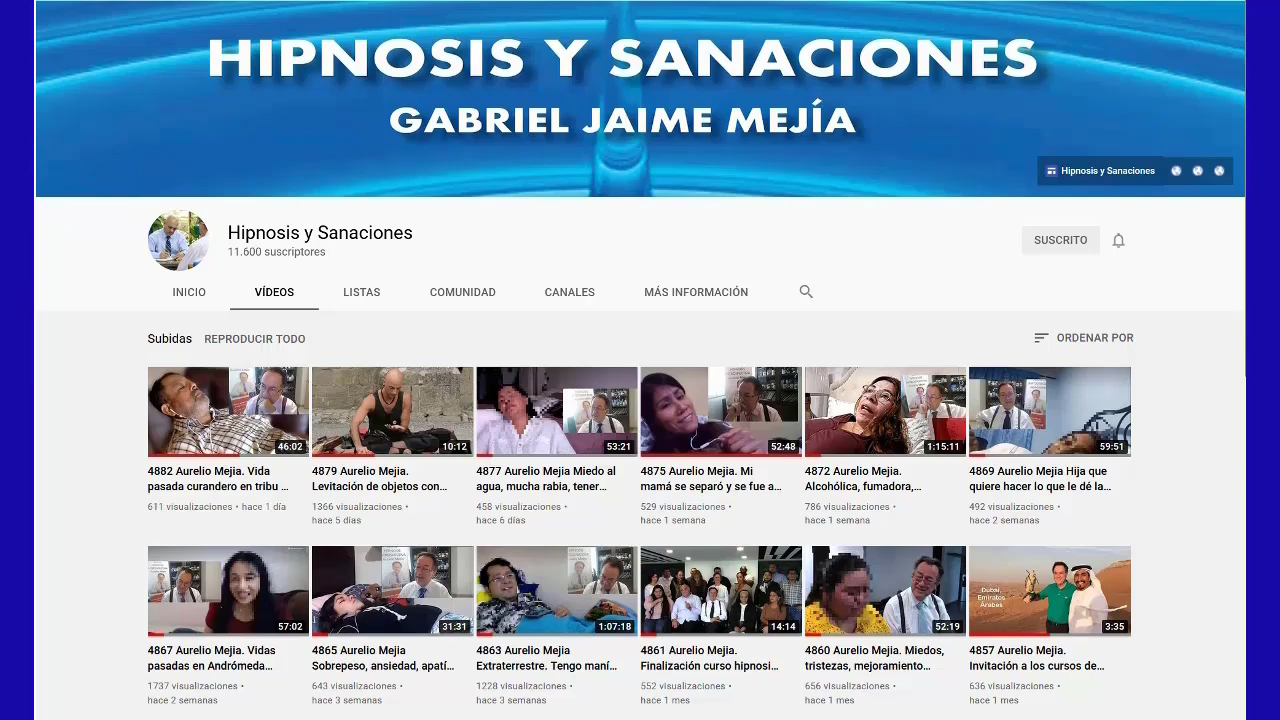 HIPNOSIS Y SANACIONES
GABRIEL JAIME MEJÍA
Hipnosis y Sanaciones
Hipnosis y Sanaciones
11.600 suscriptores
SUSCRITO
INICIO VÍDEOS LISTAS COMUNIDAD CANALES MÁS INFORMACIÓN
Subidas REPRODUCIR TODO ORDENAR POR
46:02
4882 Aurelio Mejia. Vida
pasada curandero en tribu ...
611 visualizaciones • hace 1 día
10:12
4879 Aurelio Mejia.
Levitación de objetos con...
1366 visualizaciones •
hace 5 días
53:21
4877 Aurelio Mejia Miedo al
agua, mucha rabia, tener...
458 visualizaciones •
hace 6 días
52:48
4875 Aurelio Mejia. Mi
mamá se separó y se fue a...
529 visualizaciones •
hace 1 semana
1:15:11
4872 Aurelio Mejia.
Alcohólica, fumadora,...
786 visualizaciones •
hace 1 semana
59:51
4869 Aurelio Mejia Hija que
quiere hacer lo que le dé la...
492 visualizaciones •
hace 2 semanas
57:02
4867 Aurelio Mejia. Vidas
pasadas en Andrómeda...
1737 visualizaciones •
hace 2 semanas
31:31
4865 Aurelio Mejia.
Sobrepeso, ansiedad, apatí...
643 visualizaciones •
hace 3 semanas
1:07:18
4863 Aurelio Mejia
Extraterrestre. Tengo maní...
1228 visualizaciones •
hace 3 semanas
14:14
4861 Aurelio Mejia.
Finalización curso hipnosi...
552 visualizaciones •
hace 1 mes
52:19
4860 Aurelio Mejia. Miedos,
tristezas, mejoramiento...
656 visualizaciones •
hace 1 mes
Dubai,
Emiratos
Arabes
3:35
4857 Aurelio Mejia.
Invitación a los cursos de...
636 visualizaciones •
hace 1 mes